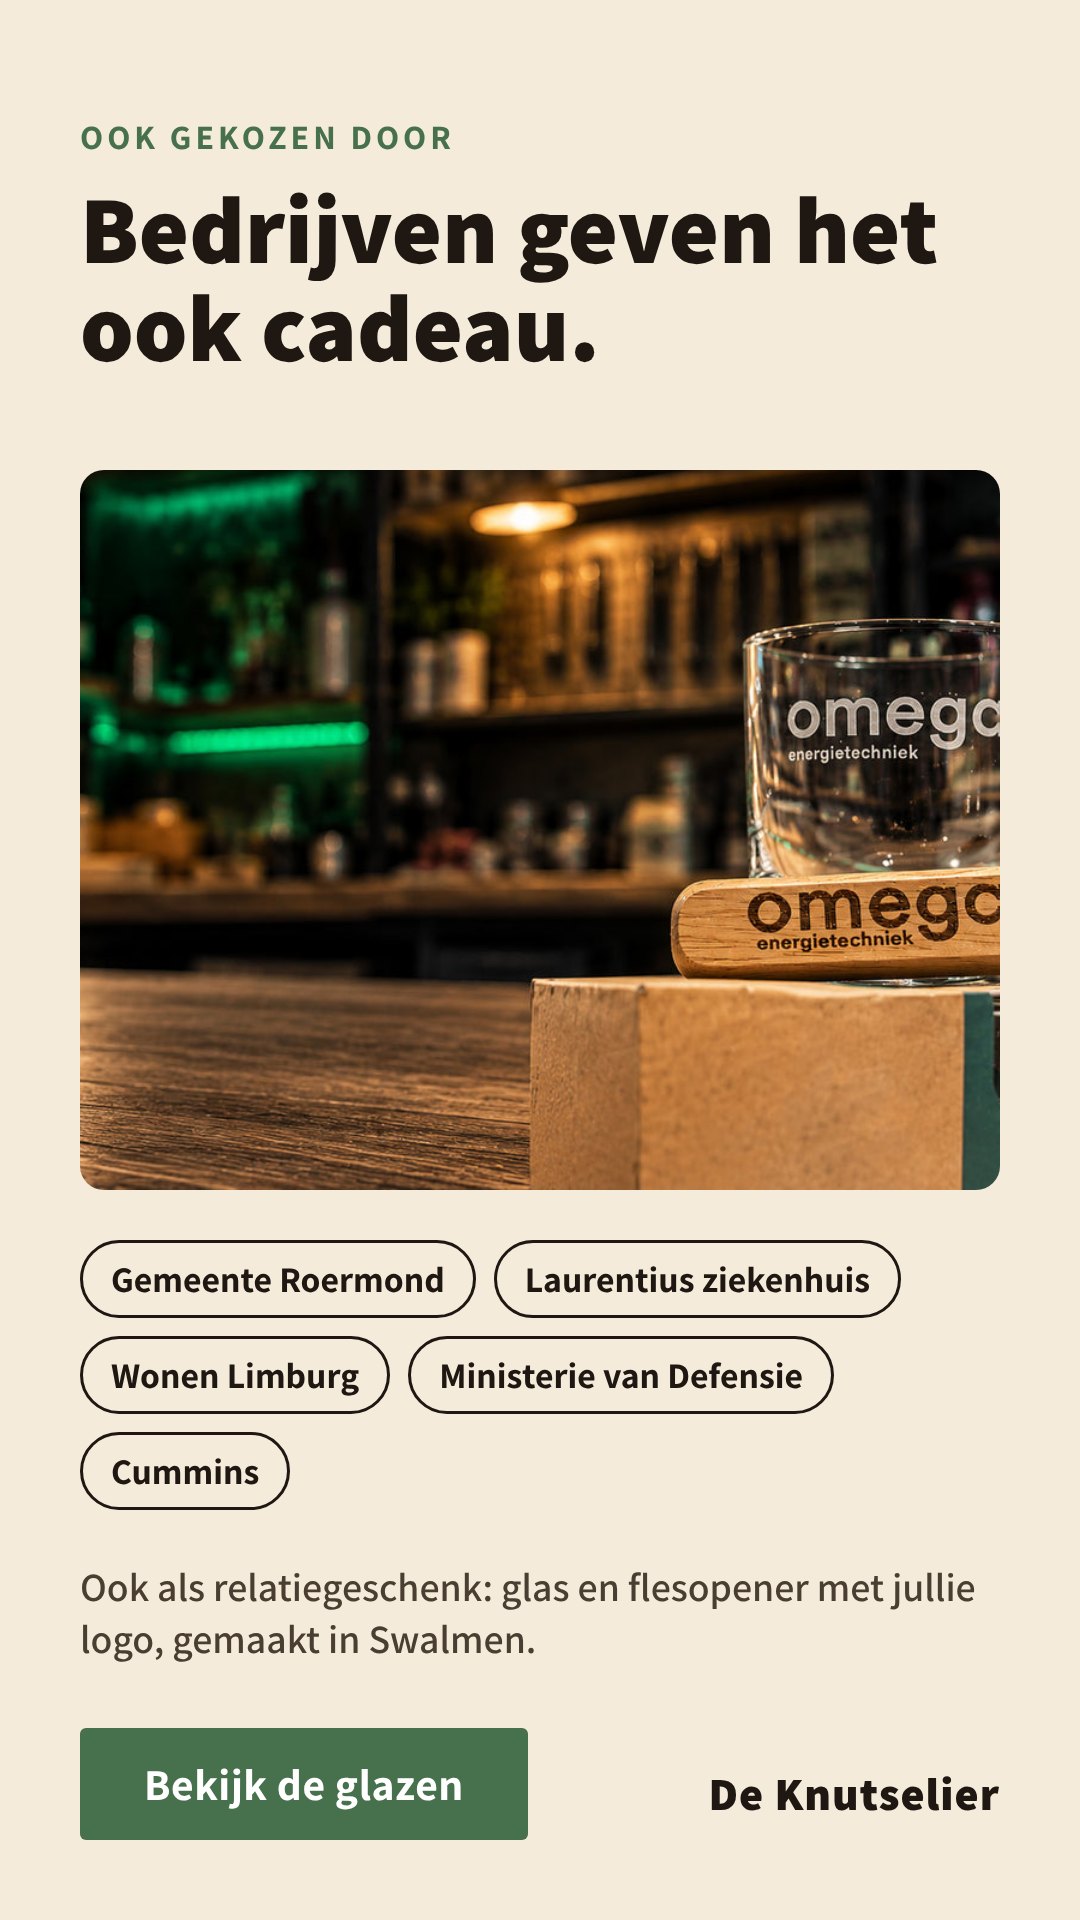 OOK GEKOZEN DOOR
Bedrijven geven het
ook cadeau.
omega
energietechniek
omega
energietechniek
Gemeente Roermond
Laurentius ziekenhuis
Wonen Limburg
Ministerie van Defensie
Cummins
Ook als relatiegeschenk: glas en flesopener met jullie
logo, gemaakt in Swalmen.
Bekijk de glazen
De Knutselier